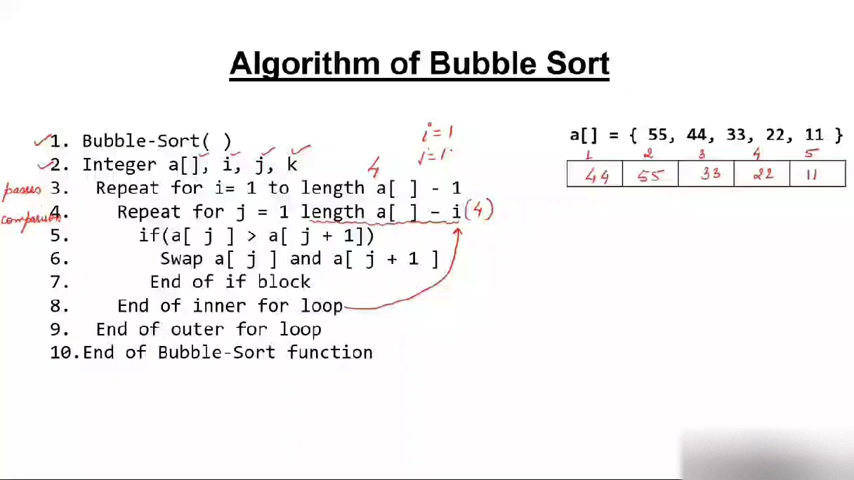 Algorithm of Bubble Sort
i=1
j=1
a[] = { 55, 44, 33, 22, 11 }
1 2 3 4 5
44 55 33 22 11
1. Bubble-Sort( )
2. Integer a[], i, j, k
4
passes 3. Repeat for i= 1 to length a[ ] - 1
comparison 4. Repeat for j = 1 length a[ ] – i (4)
5. if(a[ j ] > a[ j + 1])
6. Swap a[ j ] and a[ j + 1 ]
7. End of if block
8. End of inner for loop
9. End of outer for loop
10.End of Bubble-Sort function